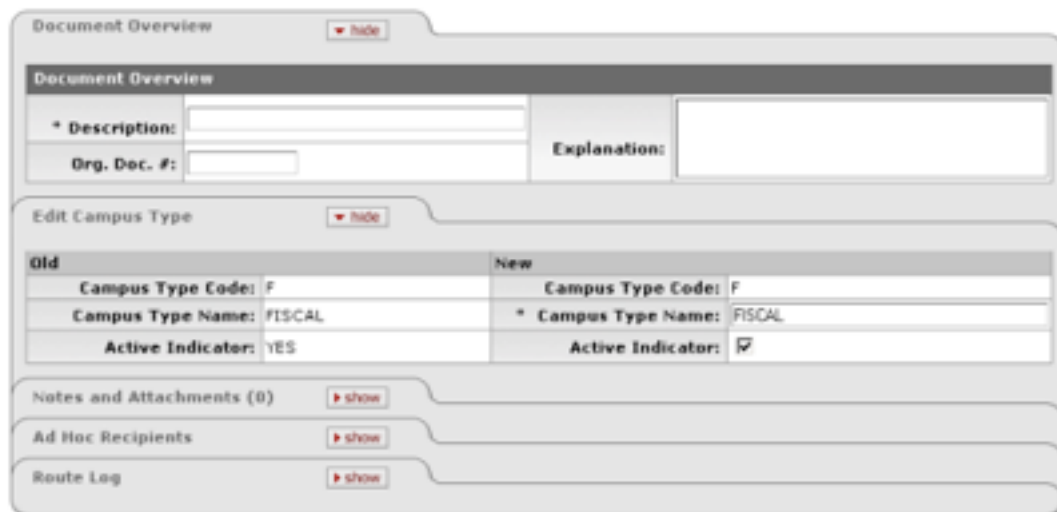 Document Overview hide
Document Overview
* Description:
Explanation:
Org. Doc. #:
Edit Campus Type hide
Old New
Campus Type Code: F Campus Type Code: F
Campus Type Name: FISCAL * Campus Type Name: FISCAL
Active Indicator: YES Active Indicator:
Notes and Attachments (0) show
Ad Hoc Recipients show
Route Log show